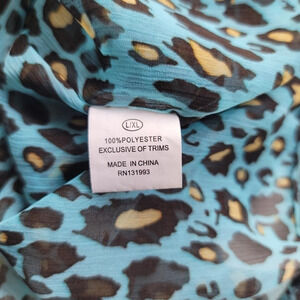 L/XL
100%POLYESTER
EXCLUSIVE OF TRIMS
MADE IN CHINA
RN131993